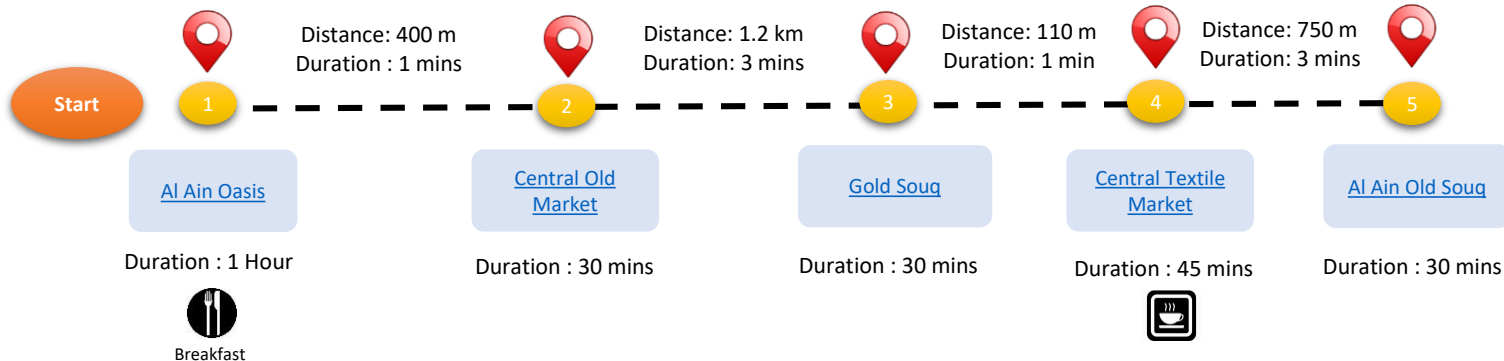 Distance: 400 m
Duration : 1 mins
Distance: 1.2 km
Duration: 3 mins
Distance: 110 m
Duration: 1 min
Distance: 750 m
Duration: 3 mins
Start
1
2
3
4
5
Al Ain Oasis
Central Old
Market
Gold Souq
Central Textile
Market
Al Ain Old Souq
Duration : 1 Hour
Duration : 30 mins
Duration : 30 mins
Duration : 45 mins
Duration : 30 mins
Breakfast